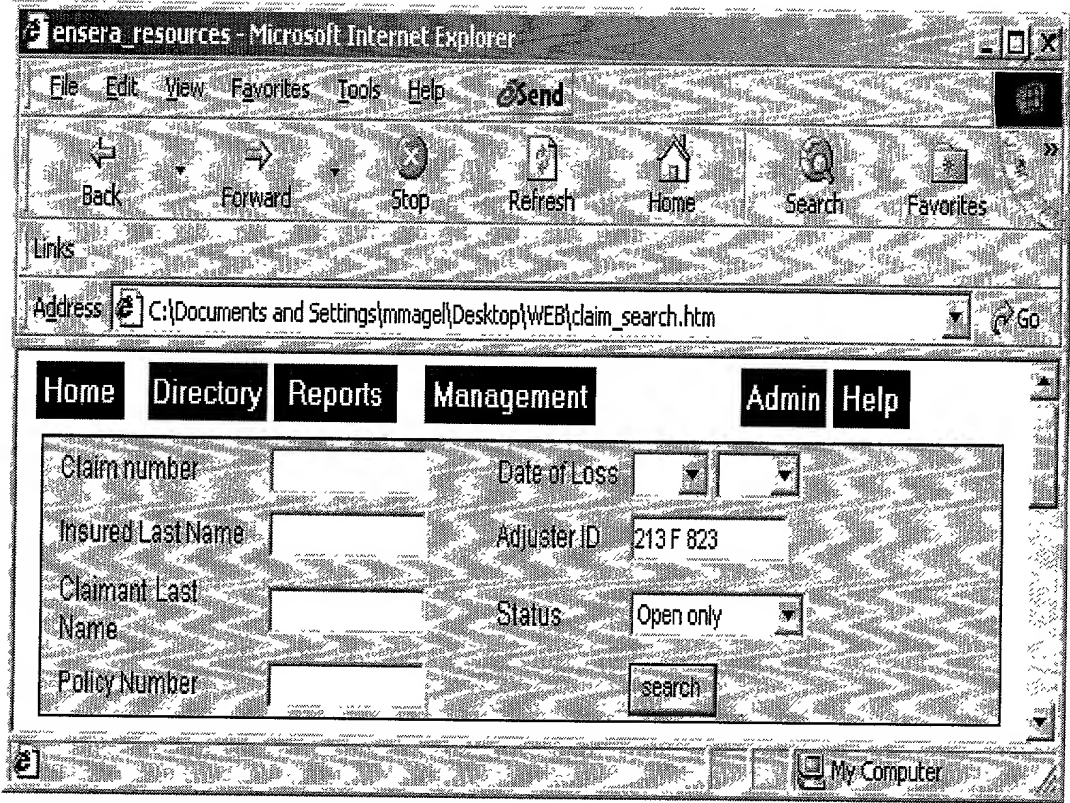 ensera_resources - Microsoft Internet Explorer
File Edit View Favorites Tools Help eSend
Back Forward Stop Refresh Home Search Favorites »
Links
Address C:\Documents and Settings\mmagel\Desktop\WEB\claim_search.htm Go
Home Directory Reports Management Admin Help
Claim number Date of Loss
Insured Last Name Adjuster ID 213 F 823
Claimant Last
Name Status Open only
Policy Number search
My Computer